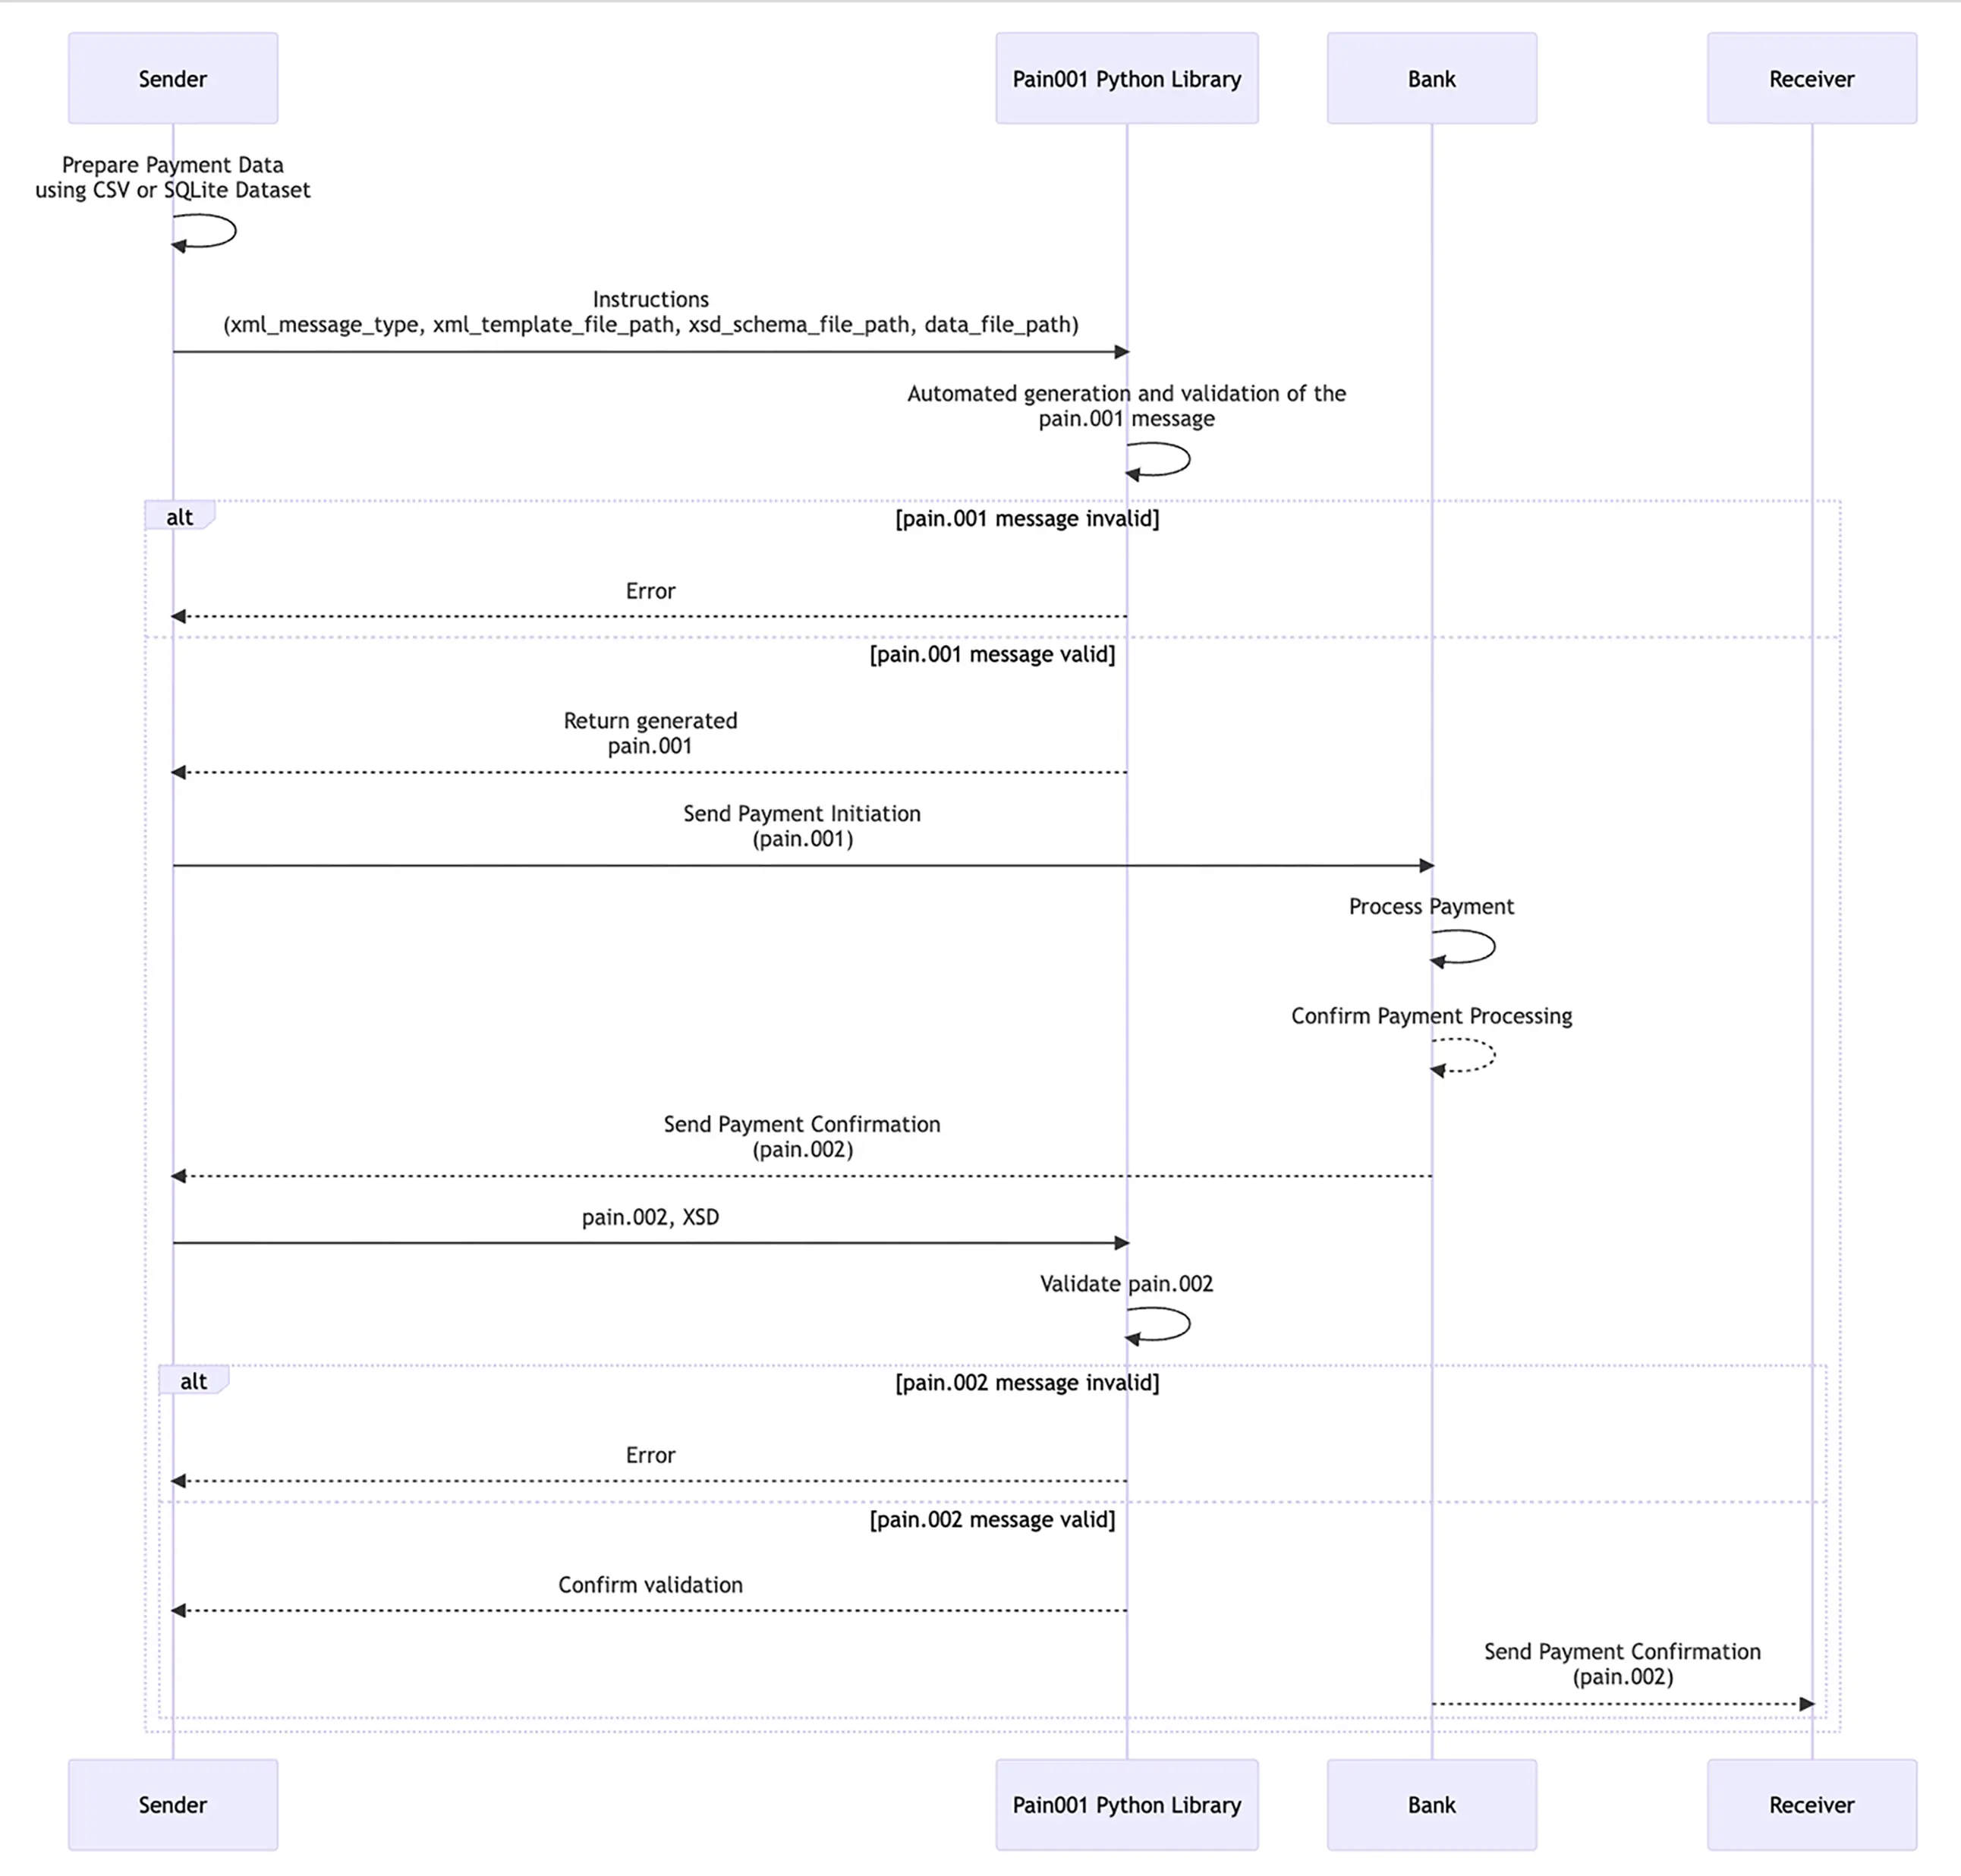 Sender
Pain001 Python Library
Bank
Receiver
Prepare Payment Data
using CSV or SQLite Dataset
Instructions
(xml_message_type, xml_template_file_path, xsd_schema_file_path, data_file_path)
Automated generation and validation of the
pain.001 message
alt
[pain.001 message invalid]
Error
[pain.001 message valid]
Return generated
pain.001
Send Payment Initiation
(pain.001)
Process Payment
Confirm Payment Processing
Send Payment Confirmation
(pain.002)
pain.002, XSD
Validate pain.002
alt
[pain.002 message invalid]
Error
[pain.002 message valid]
Confirm validation
Send Payment Confirmation
(pain.002)
Sender
Pain001 Python Library
Bank
Receiver